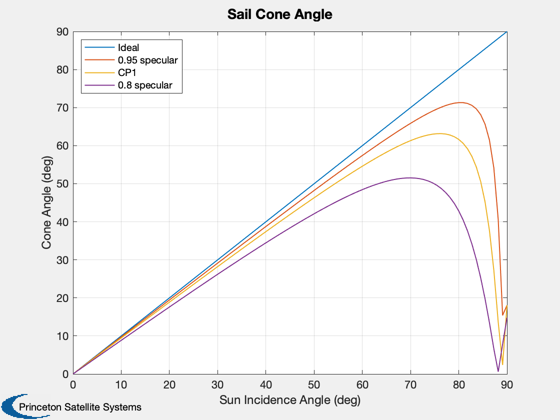 Sail Cone Angle
90
80
70
60
50
40
30
20
10
0
Cone Angle (deg)
Ideal
0.95 specular
CP1
0.8 specular
0 10 20 30 40 50 60 70 80 90
Sun Incidence Angle (deg)
Princeton Satellite Systems